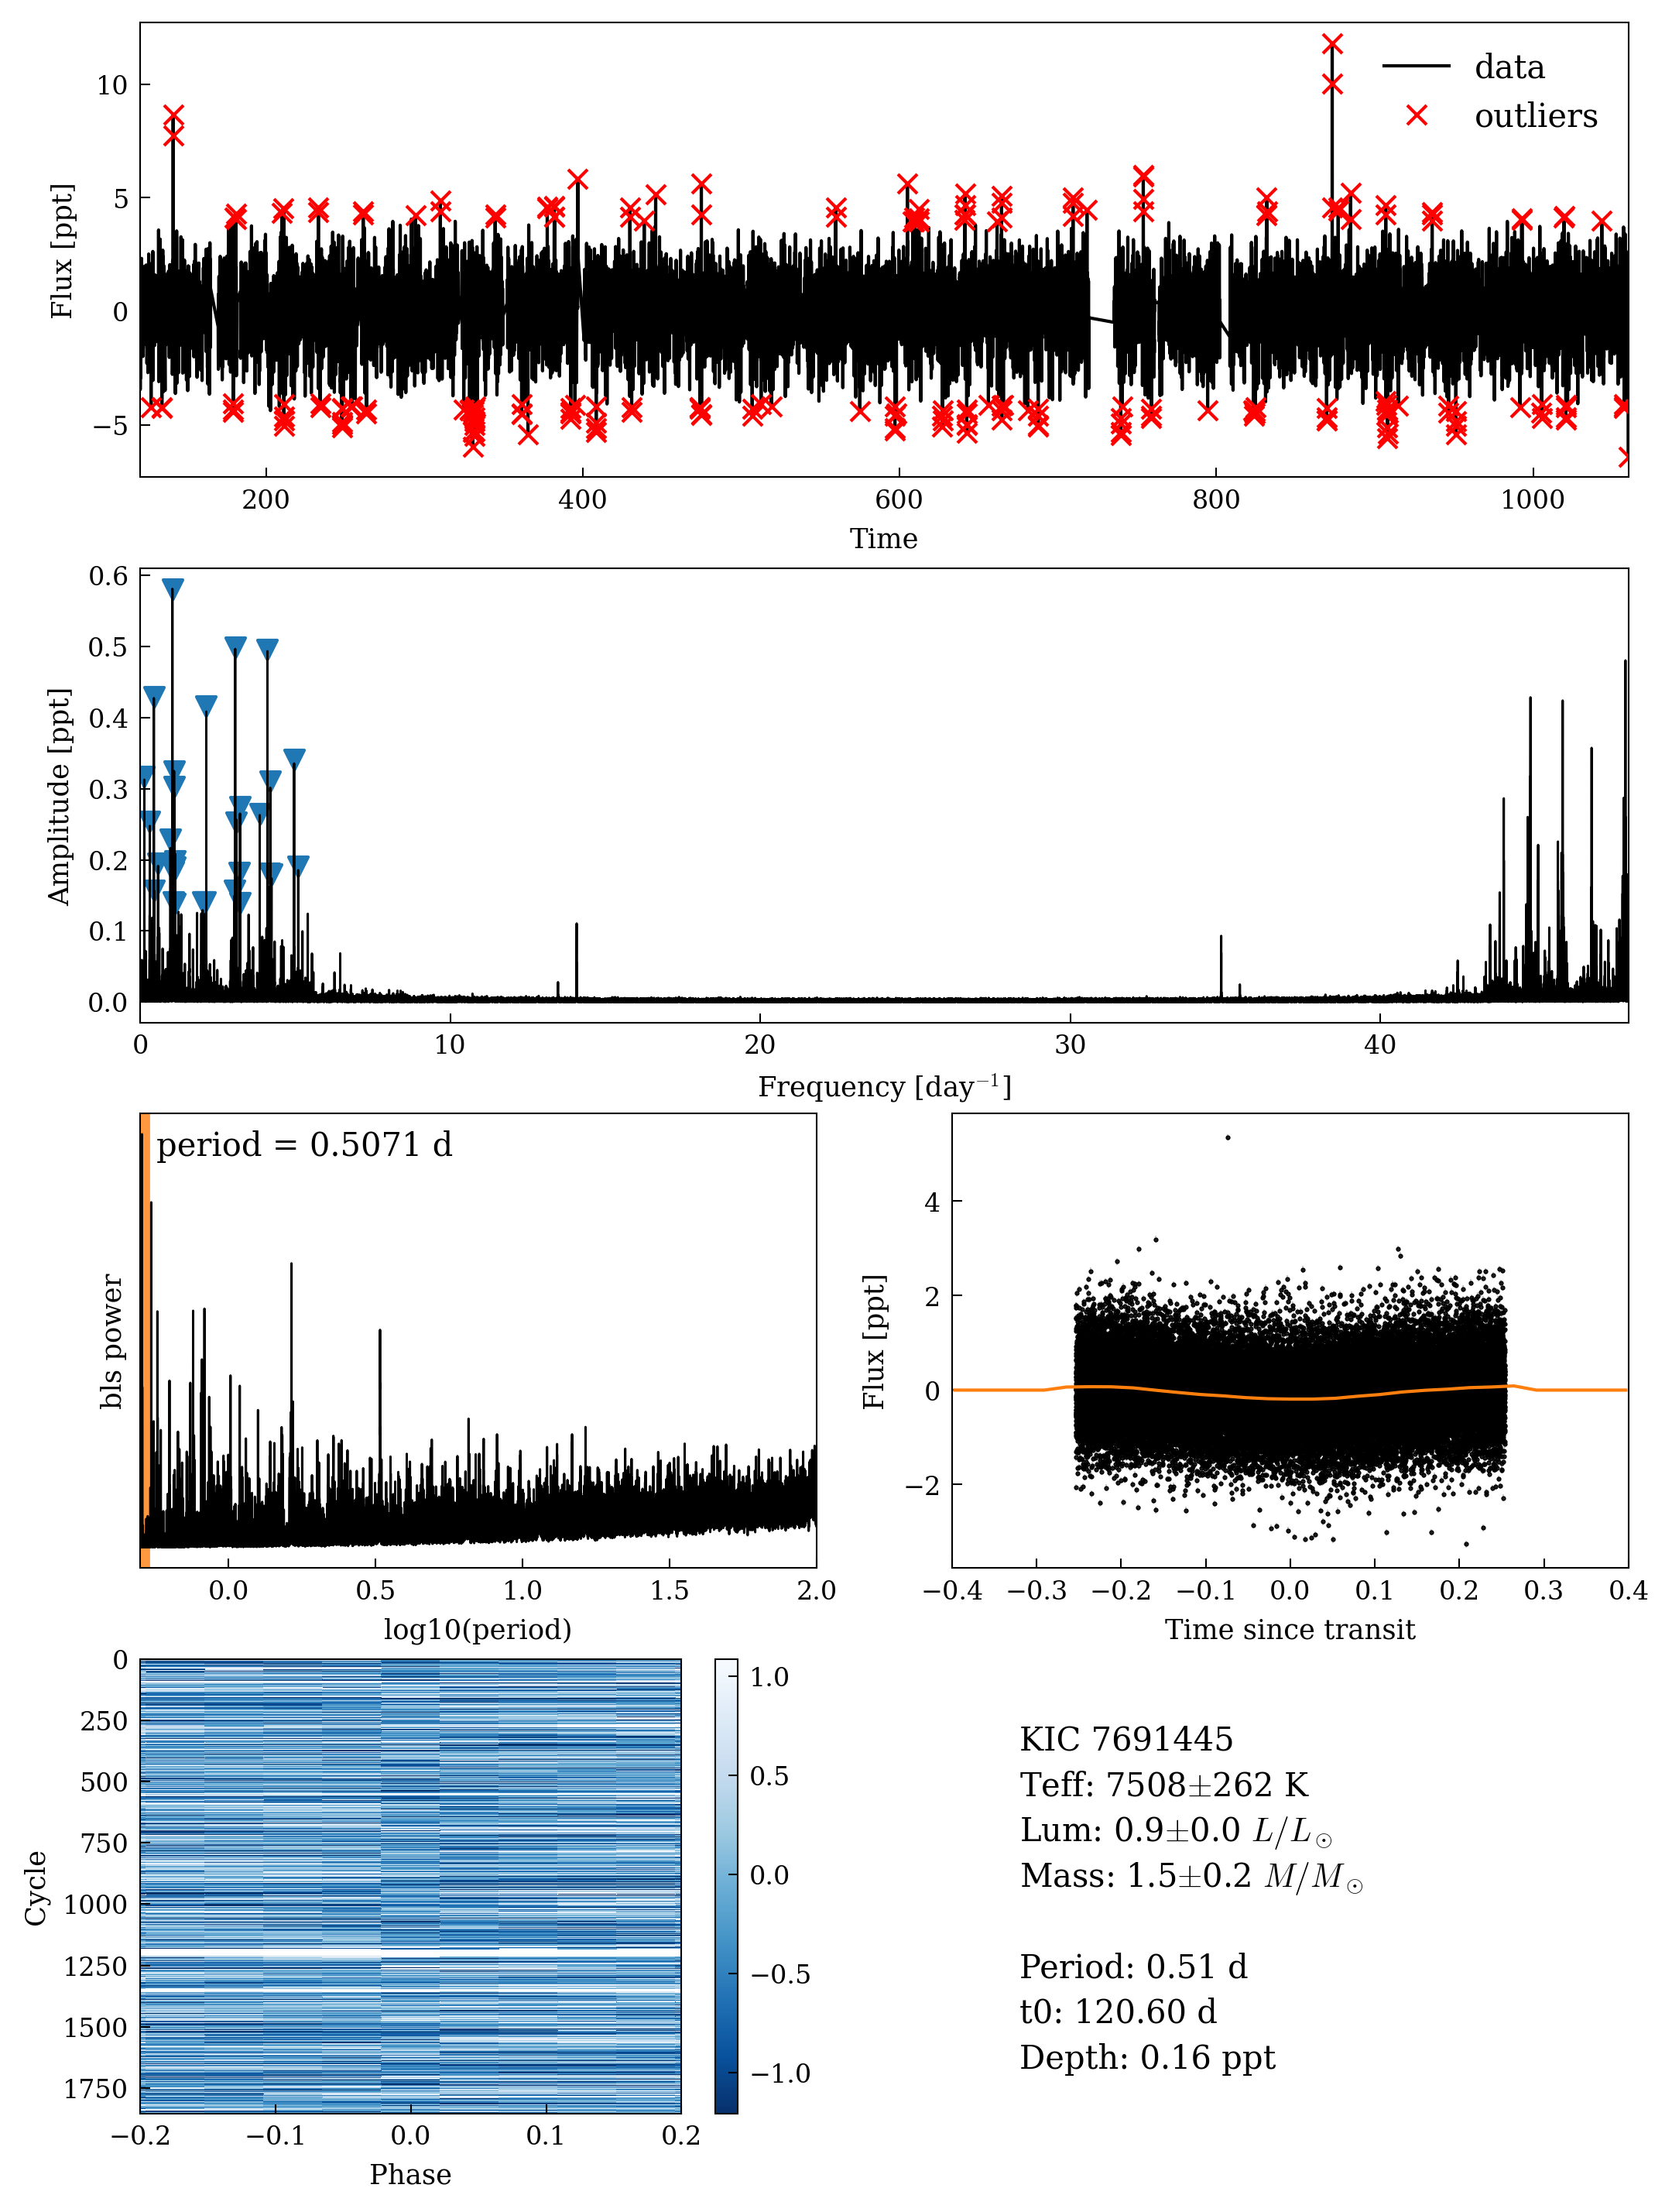 data
outliers
10
5
0
−5
Flux [ppt]
200 400 600 800 1000
Time
0.6
0.5
0.4
0.3
0.2
0.1
0.0
Amplitude [ppt]
0 10 20 30 40
Frequency [day⁻¹]
period = 0.5071 d
bls power
0.0 0.5 1.0 1.5 2.0
log10(period)
4
2
0
−2
Flux [ppt]
−0.4 −0.3 −0.2 −0.1 0.0 0.1 0.2 0.3 0.4
Time since transit
0
250
500
750
1000
1250
1500
1750
Cycle
−0.2 −0.1 0.0 0.1 0.2
Phase
1.0
0.5
0.0
−0.5
−1.0
KIC 7691445
Teff: 7508±262 K
Lum: 0.9±0.0 L/L☉
Mass: 1.5±0.2 M/M☉
Period: 0.51 d
t0: 120.60 d
Depth: 0.16 ppt